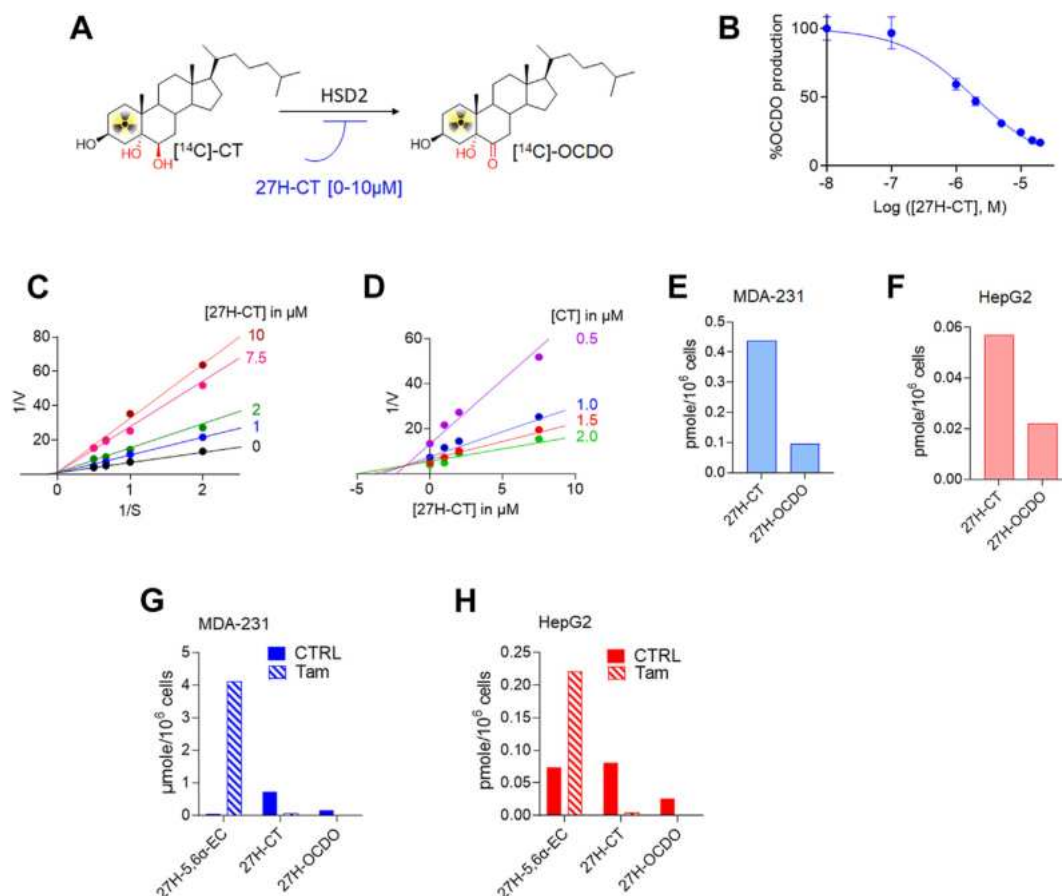 A
HO
HO
OH
[14C]-CT
HSD2
27H-CT [0-10µM]
HO
HO
O
[14C]-OCDO
B
%OCDO production
100
50
0
-8
-7
-6
-5
Log ([27H-CT], M)
C
[27H-CT] in µM
10
7.5
2
1
0
1/V
80
60
40
20
0
1
2
1/S
D
[CT] in µM
0.5
1.0
1.5
2.0
1/V
60
40
20
-5
0
5
10
[27H-CT] in µM
E
MDA-231
pmole/10⁶ cells
0.5
0.4
0.3
0.2
0.1
0.0
27H-CT
27H-OCDO
F
HepG2
pmole/10⁶ cells
0.06
0.04
0.02
0.00
27H-CT
27H-OCDO
G
MDA-231
CTRL
Tam
µmole/10⁶ cells
5
4
3
2
1
0
27H-5,6α-EC
27H-CT
27H-OCDO
H
HepG2
CTRL
Tam
pmole/10⁶ cells
0.25
0.20
0.15
0.10
0.05
0.00
27H-5,6α-EC
27H-CT
27H-OCDO